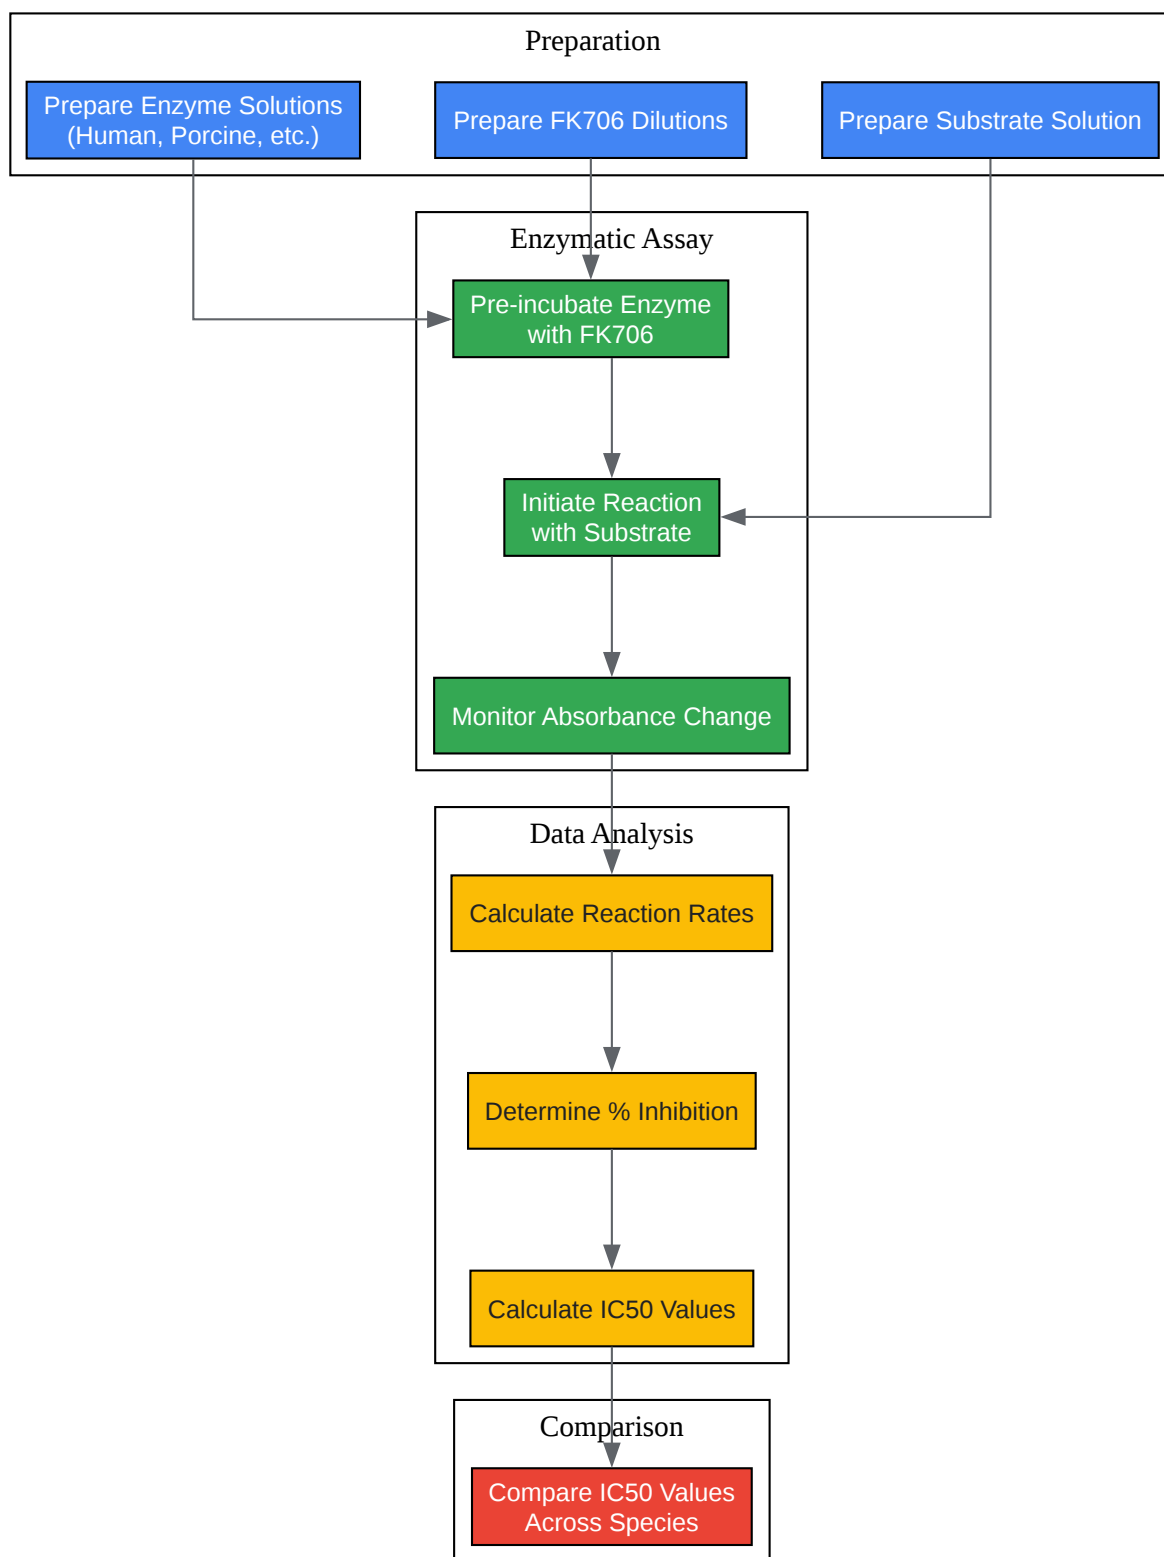 Preparation
Prepare Enzyme Solutions
(Human, Porcine, etc.)
Prepare FK706 Dilutions
Prepare Substrate Solution
Enzymatic Assay
Pre-incubate Enzyme
with FK706
Initiate Reaction
with Substrate
Monitor Absorbance Change
Data Analysis
Calculate Reaction Rates
Determine % Inhibition
Calculate IC50 Values
Comparison
Compare IC50 Values
Across Species